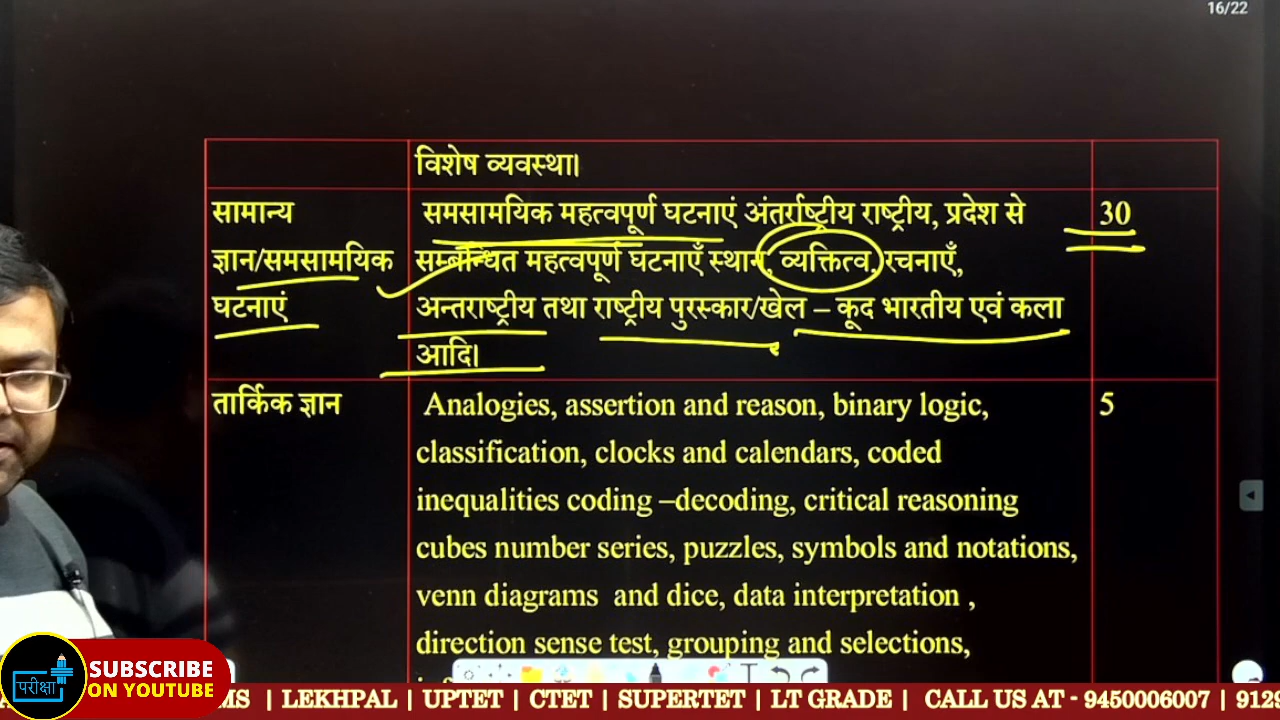 16/22
विशेष व्यवस्था।
सामान्य
ज्ञान/समसामयिक
घटनाएं
समसामयिक महत्वपूर्ण घटनाएं अंतर्राष्ट्रीय राष्ट्रीय, प्रदेश से
सम्बन्धित महत्वपूर्ण घटनाएँ स्थान, व्यक्तित्व, रचनाएँ,
अन्तराष्ट्रीय तथा राष्ट्रीय पुरस्कार/खेल – कूद भारतीय एवं कला
आदि।
30
तार्किक ज्ञान
Analogies, assertion and reason, binary logic,
classification, clocks and calendars, coded
inequalities coding –decoding, critical reasoning
cubes number series, puzzles, symbols and notations,
venn diagrams and dice, data interpretation ,
direction sense test, grouping and selections,
5
परीक्षा
SUBSCRIBE
ON YOUTUBE
MS | LEKHPAL | UPTET | CTET | SUPERTET | LT GRADE | CALL US AT - 9450006007 | 9129